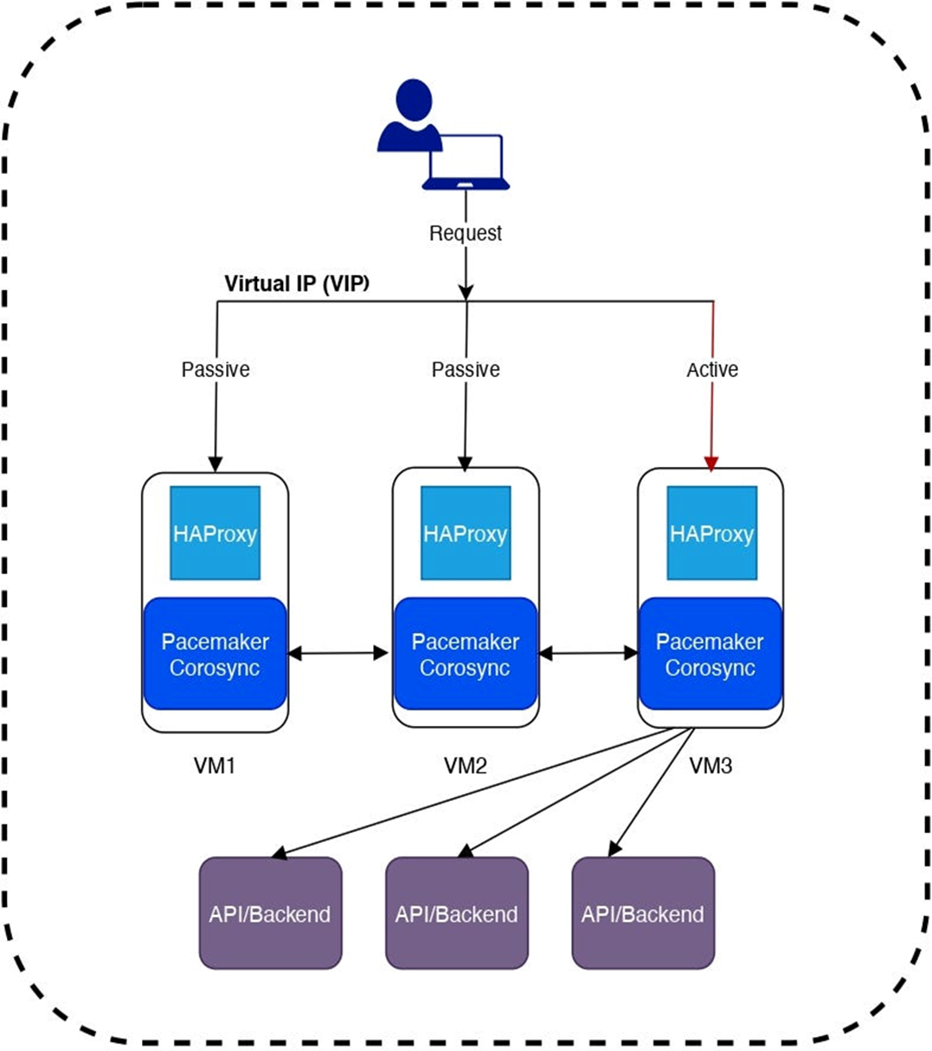 Request
Virtual IP (VIP)
Passive
Passive
Active
HAProxy
HAProxy
HAProxy
Pacemaker
Corosync
Pacemaker
Corosync
Pacemaker
Corosync
VM1
VM2
VM3
API/Backend
API/Backend
API/Backend